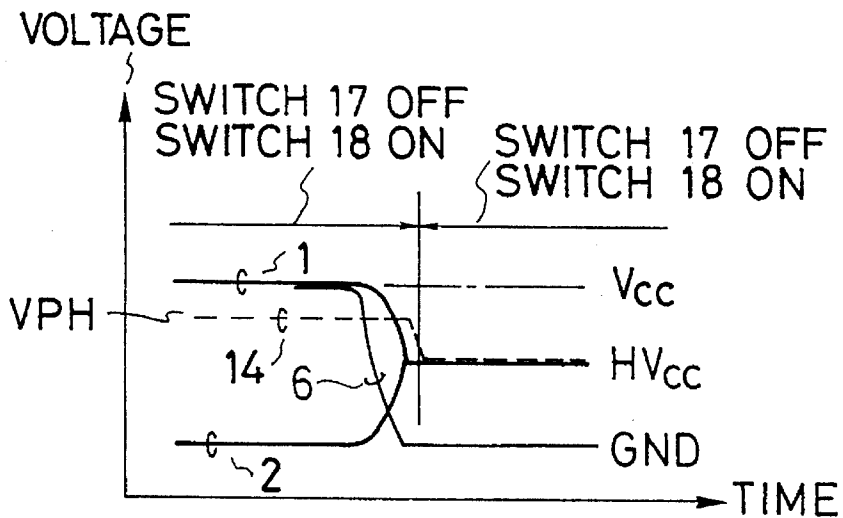 VOLTAGE
SWITCH 17 OFF
SWITCH 18 ON
SWITCH 17 OFF
SWITCH 18 ON
1
VCC
VPH
14
6
HVCC
GND
2
TIME